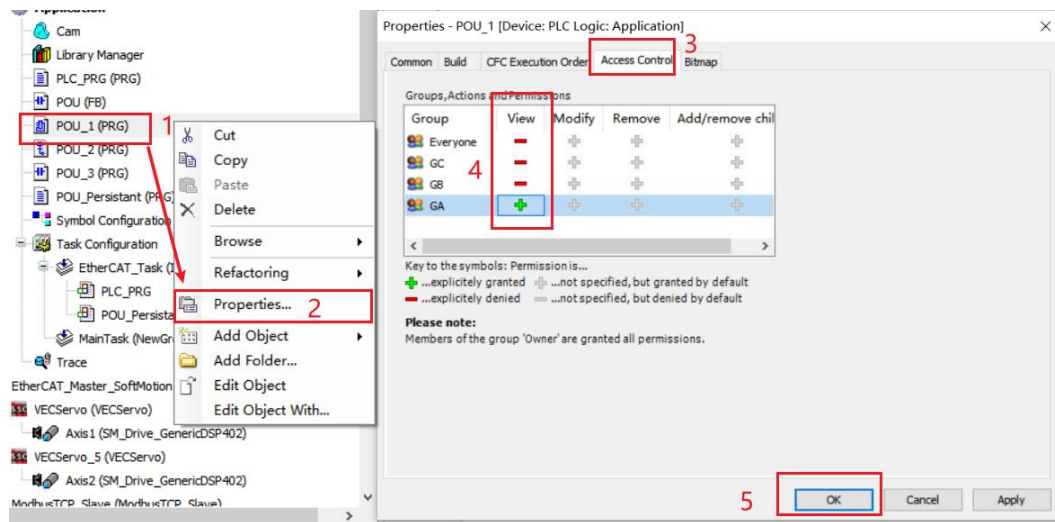 Application
Cam
Library Manager
PLC_PRG (PRG)
POU (FB)
POU_1 (PRG)
POU_2 (PRG)
POU_3 (PRG)
POU_Persistant (PRG)
Symbol Configuration
Task Configuration
EtherCAT_Task (I
PLC_PRG
POU_Persista
MainTask (NewGr
Trace
EtherCAT_Master_SoftMotion
VECServo (VECServo)
Axis1 (SM_Drive_GenericDSP402)
VECServo_5 (VECServo)
Axis2 (SM_Drive_GenericDSP402)
ModbusTCP_Slave (ModbusTCP_Slave)
1
Cut
Copy
Paste
Delete
Browse
Refactoring
Properties... 2
Add Object
Add Folder...
Edit Object
Edit Object With...
Properties - POU_1 [Device: PLC Logic: Application]
3
Common Build CFC Execution Order Access Control Bitmap
Groups,Actions and Permissions
Group View Modify Remove Add/remove chil
Everyone
GC
4
GB
GA
Key to the symbols: Permission is...
...explicitely granted ...not specified, but granted by default
...explicitely denied ...not specified, but denied by default
Please note:
Members of the group 'Owner' are granted all permissions.
5
OK Cancel Apply